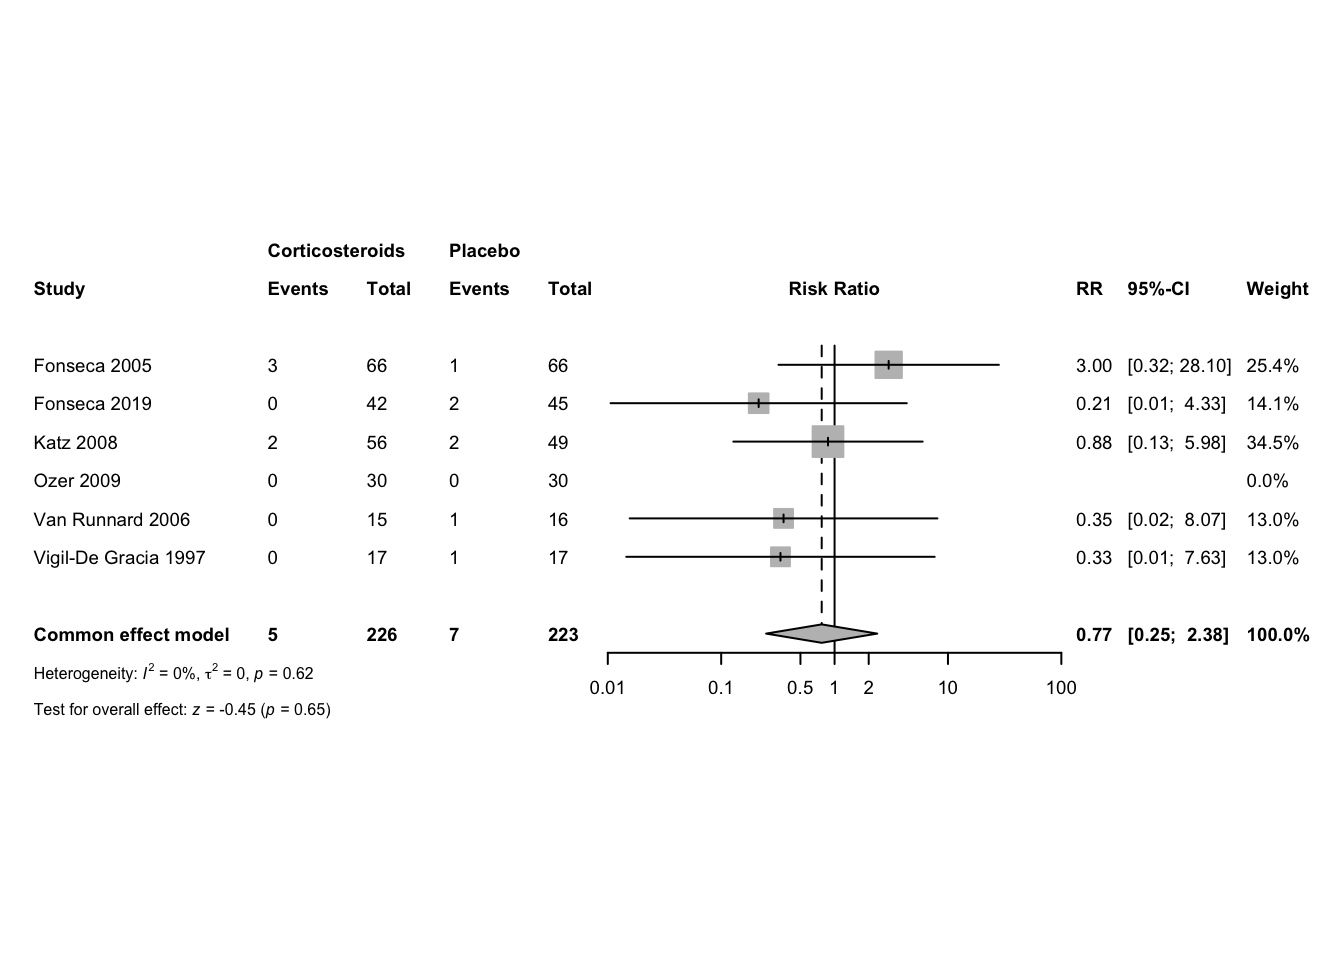 Corticosteroids Placebo
Study Events Total Events Total Risk Ratio RR 95%-CI Weight
Fonseca 2005 3 66 1 66 3.00 [0.32; 28.10] 25.4%
Fonseca 2019 0 42 2 45 0.21 [0.01; 4.33] 14.1%
Katz 2008 2 56 2 49 0.88 [0.13; 5.98] 34.5%
Ozer 2009 0 30 0 30 0.0%
Van Runnard 2006 0 15 1 16 0.35 [0.02; 8.07] 13.0%
Vigil-De Gracia 1997 0 17 1 17 0.33 [0.01; 7.63] 13.0%
Common effect model 5 226 7 223 0.77 [0.25; 2.38] 100.0%
Heterogeneity: I² = 0%, τ² = 0, p = 0.62
0.01 0.1 0.5 1 2 10 100
Test for overall effect: z = -0.45 (p = 0.65)